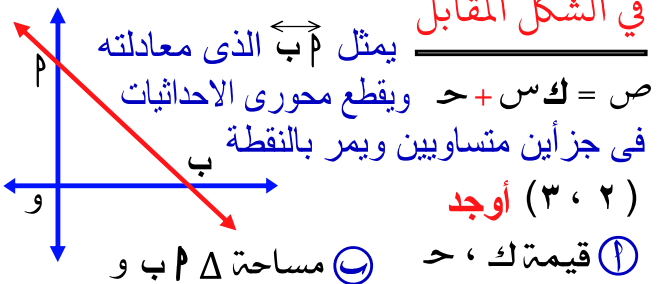 في الشكل المقابل
يمثل أ ب الذى معادلته
ص = ك س + حـ ويقطع محورى الاحداثيات
فى جزأين متساويين ويمر بالنقطة
( ٢ ، ٣ ) أوجد
أ قيمة ك ، حـ
ب مساحة Δ أ ب و
أ
ب
و